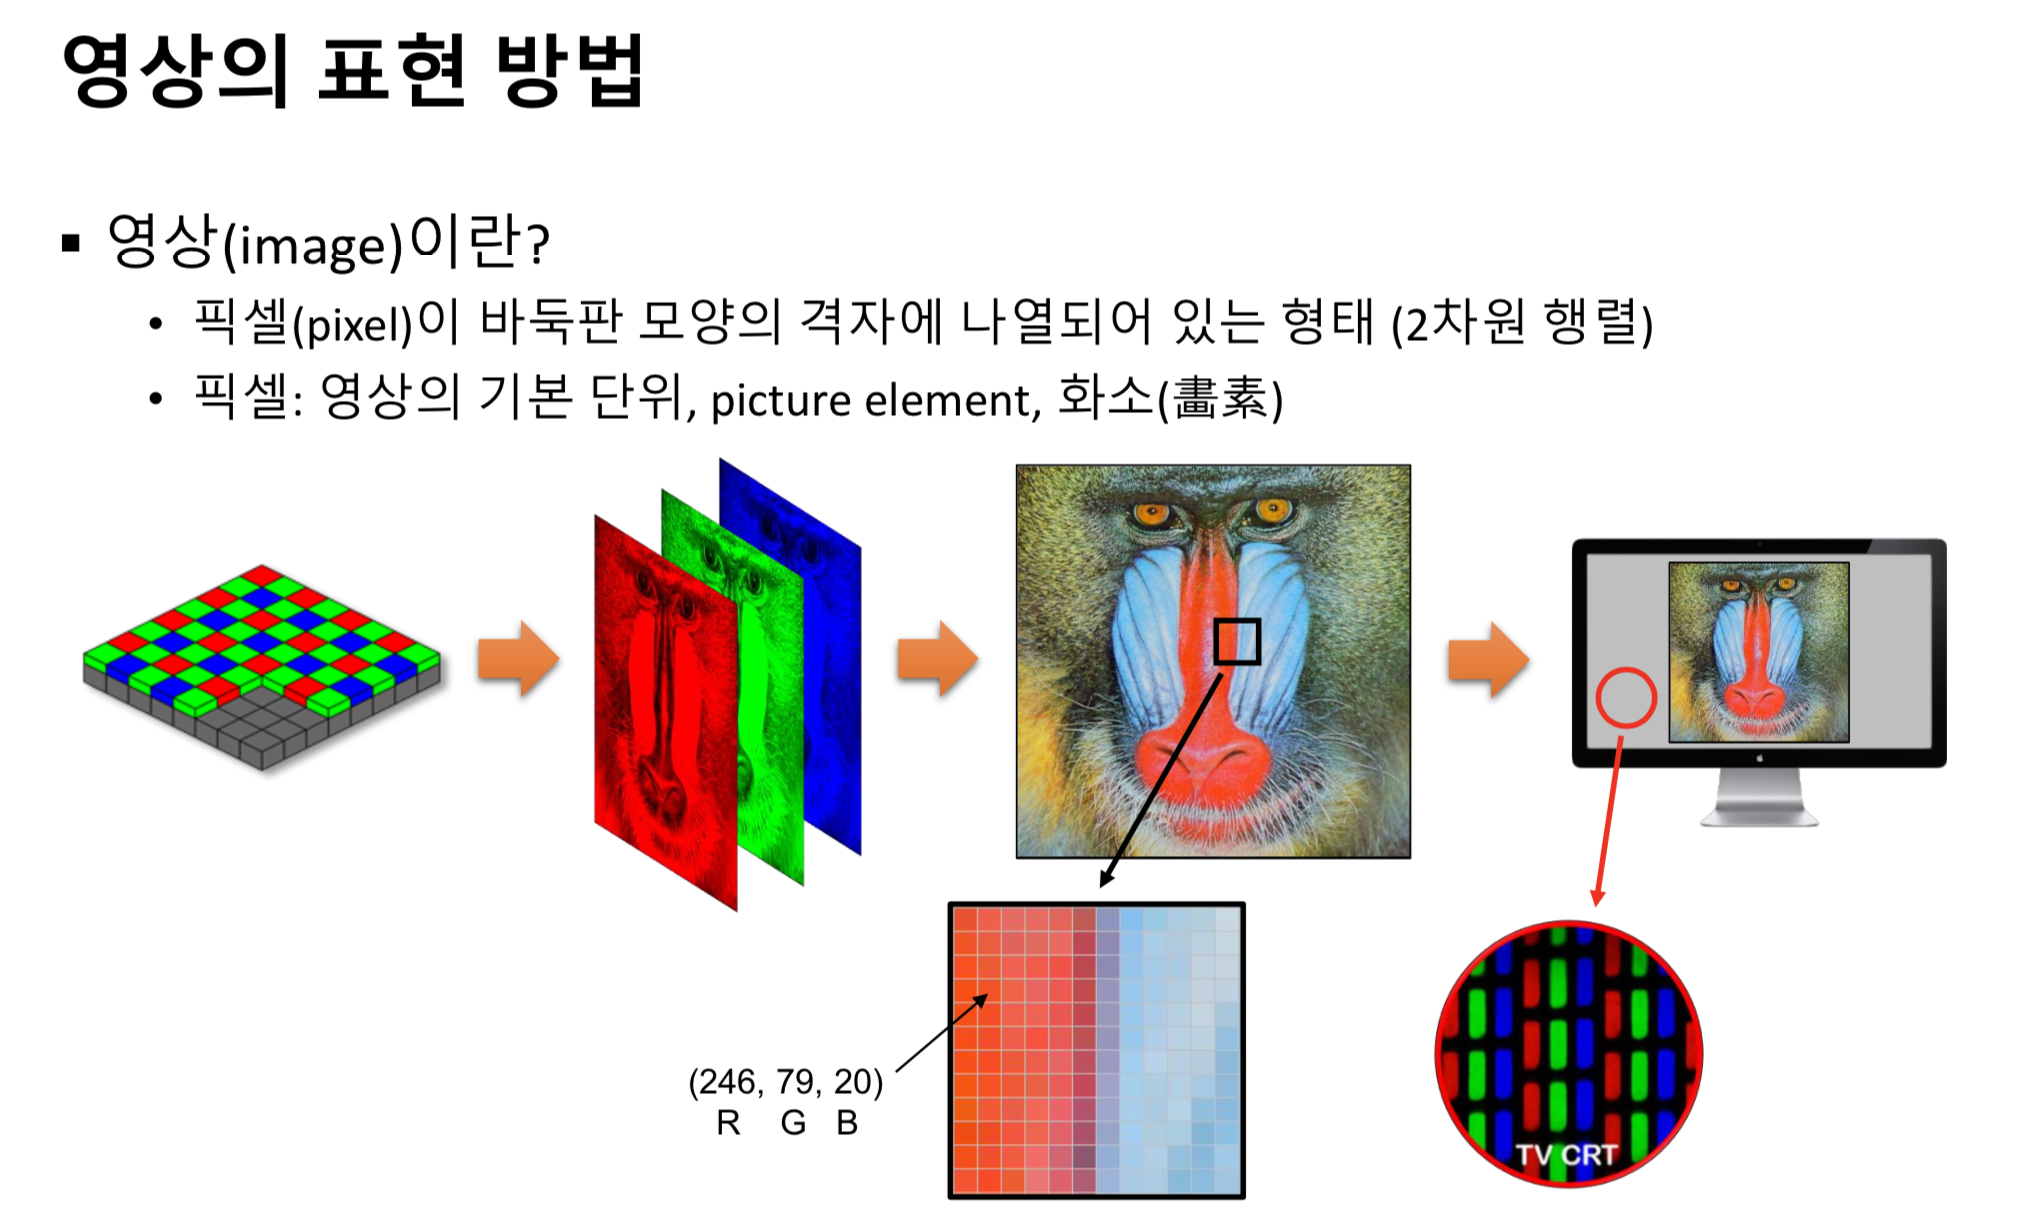 영상의 표현 방법
▪ 영상(image)이란?
• 픽셀(pixel)이 바둑판 모양의 격자에 나열되어 있는 형태 (2차원 행렬)
• 픽셀: 영상의 기본 단위, picture element, 화소(畵素)
(246, 79, 20)
R G B
TV CRT